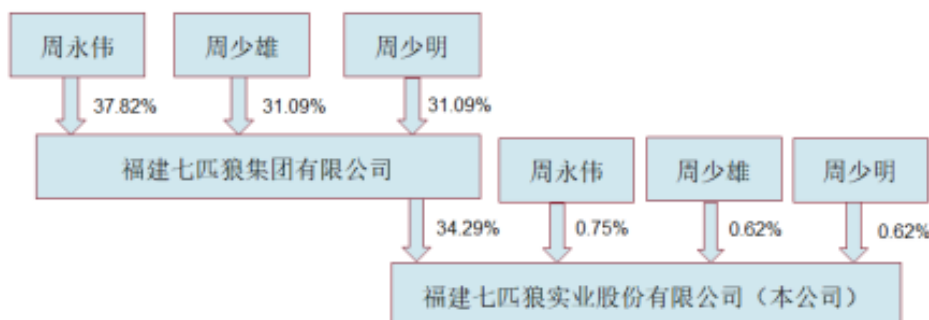 周永伟
周少雄
周少明
37.82%
31.09%
31.09%
福建七匹狼集团有限公司
周永伟
周少雄
周少明
34.29%
0.75%
0.62%
0.62%
福建七匹狼实业股份有限公司（本公司）